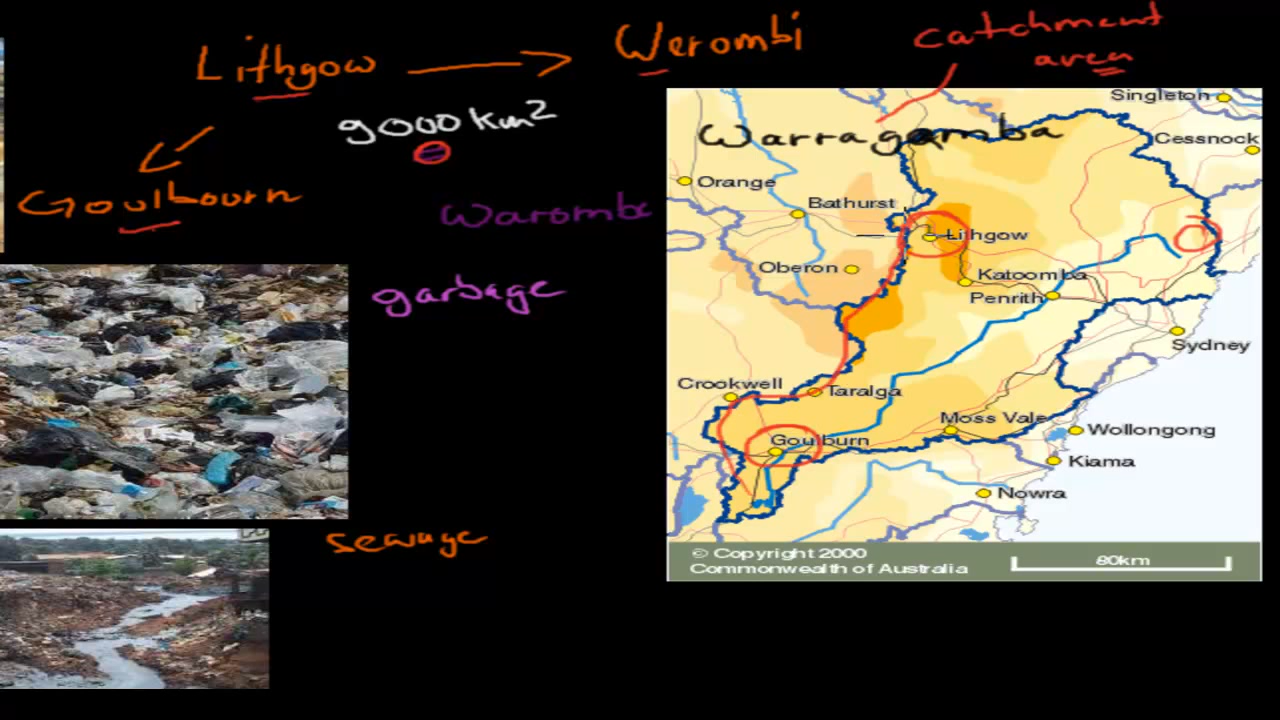 Lithgow → Werombi
catchment
area
9000 km²
Goulbourn
Warombc
garbage
sewage
Warragamba
Singleton
Cessnock
Orange
Bathurst
Lithgow
Oberon
Katoomba
Penrith
Sydney
Crookwell
Taralga
Moss Vale
Goulburn
Wollongong
Kiama
Nowra
© Copyright 2000
Commonwealth of Australia
80km